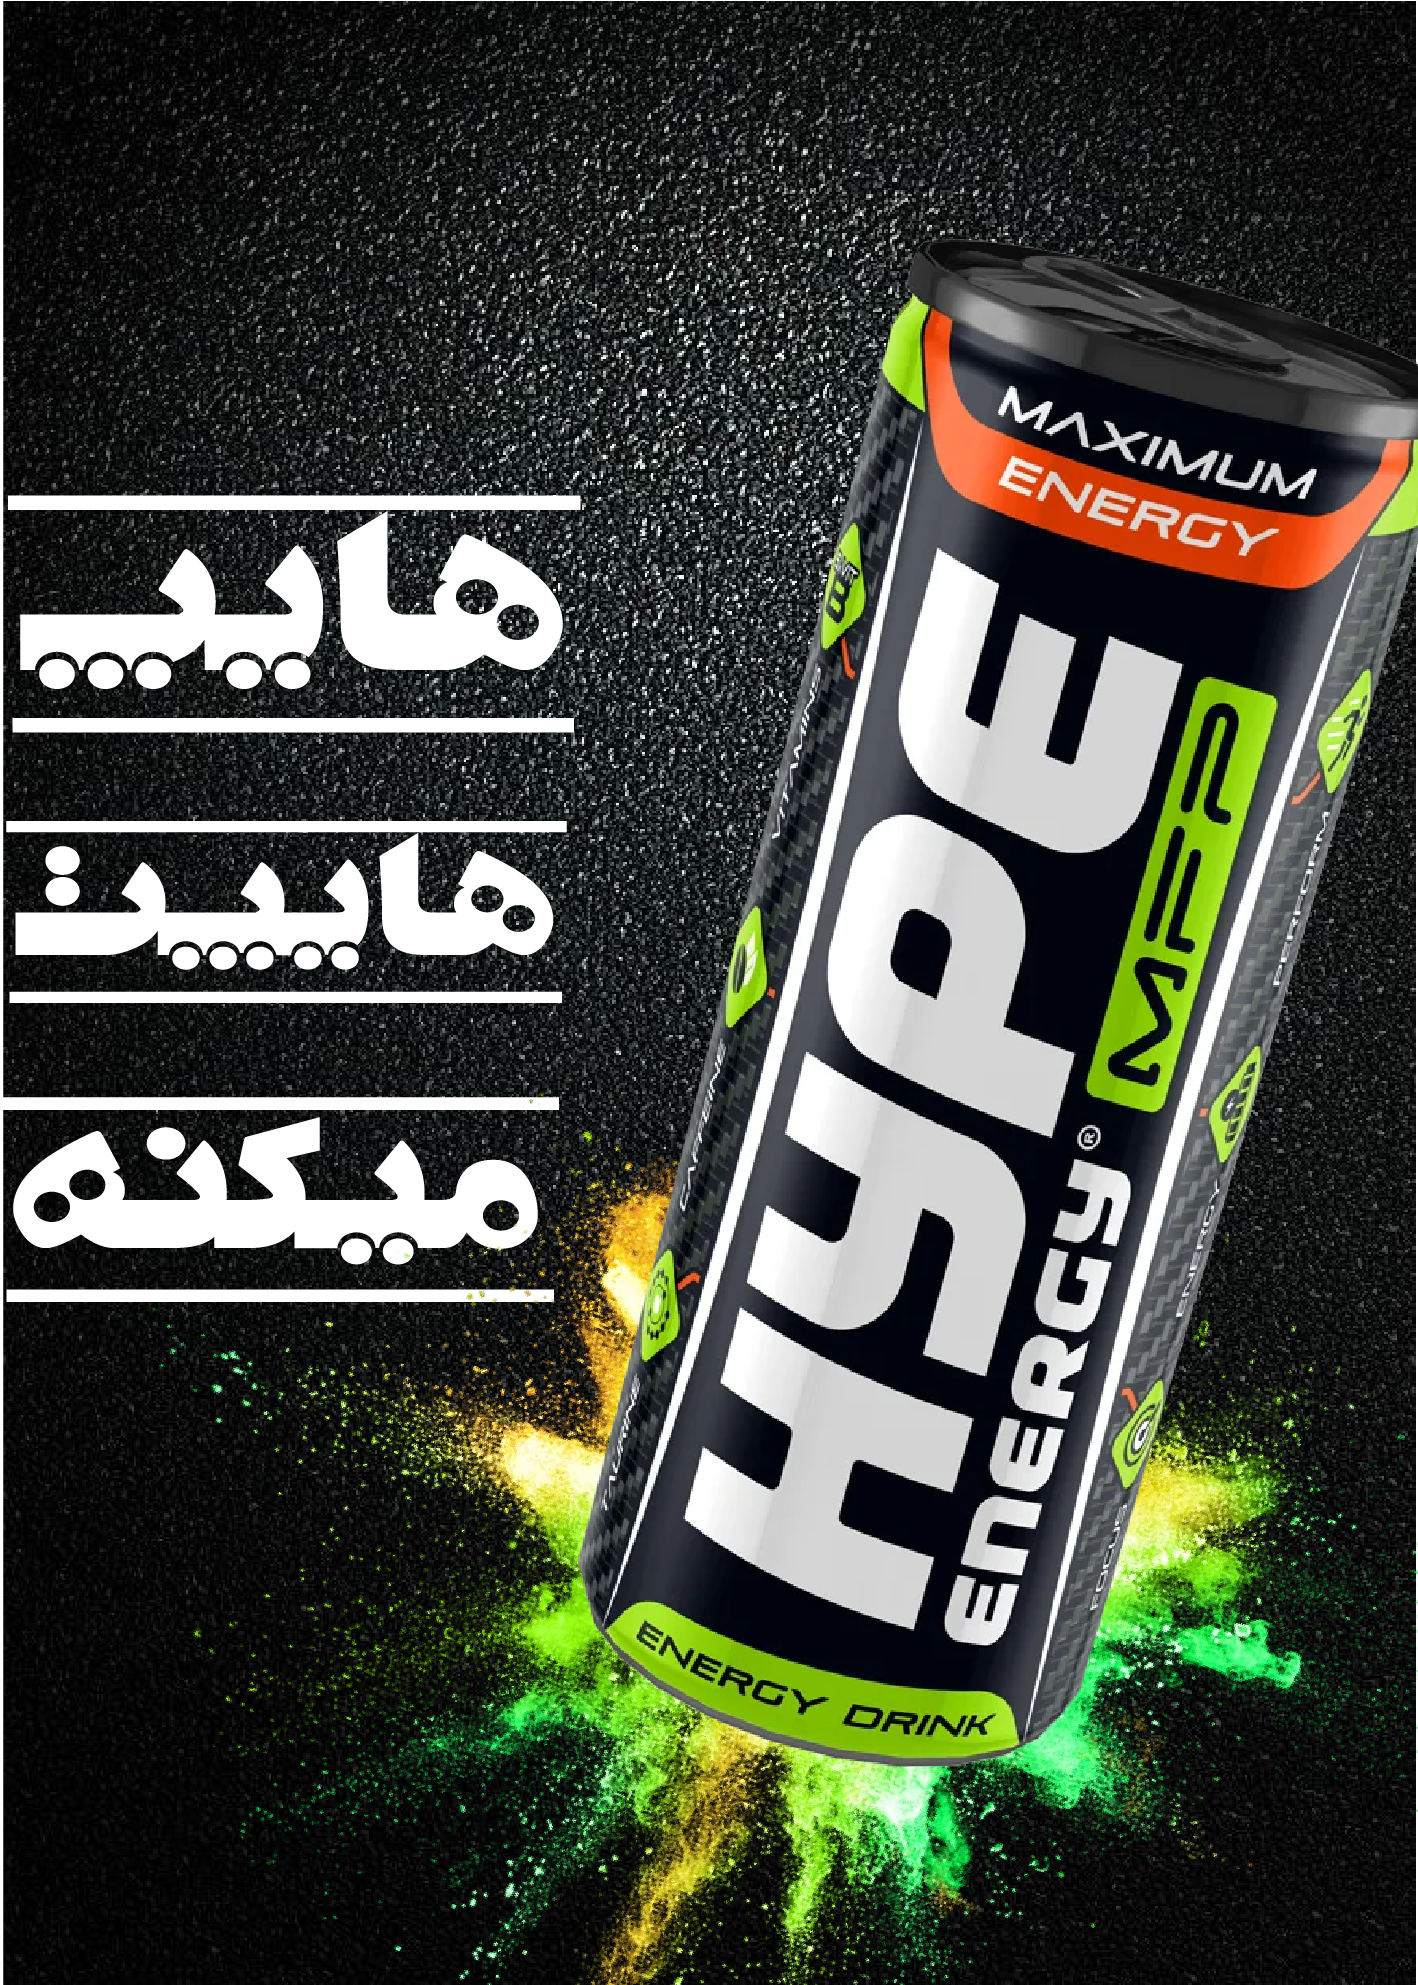 هایپ
هایپت
میکنه
MAXIMUM
ENERGY
HYPE
MFP
ENERGY®
ENERGY DRINK
VITAMINS
CAFFEINE
TAURINE
PERFORM
ENERGY
FOCUS